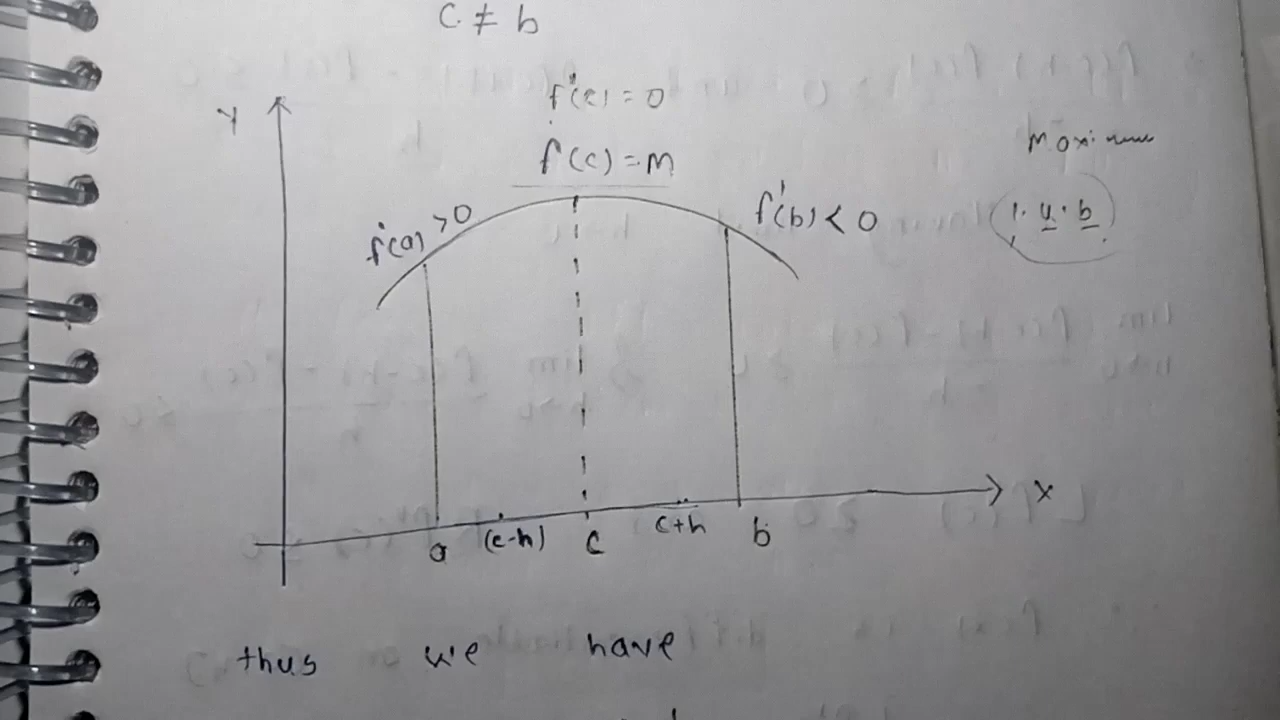 c ≠ b
f'(c) = 0
f(c) = M
Maximum
Y
f'(a) > 0
f'(b) < 0
l. u. b
X
a (c-h) c c+h b
thus we have